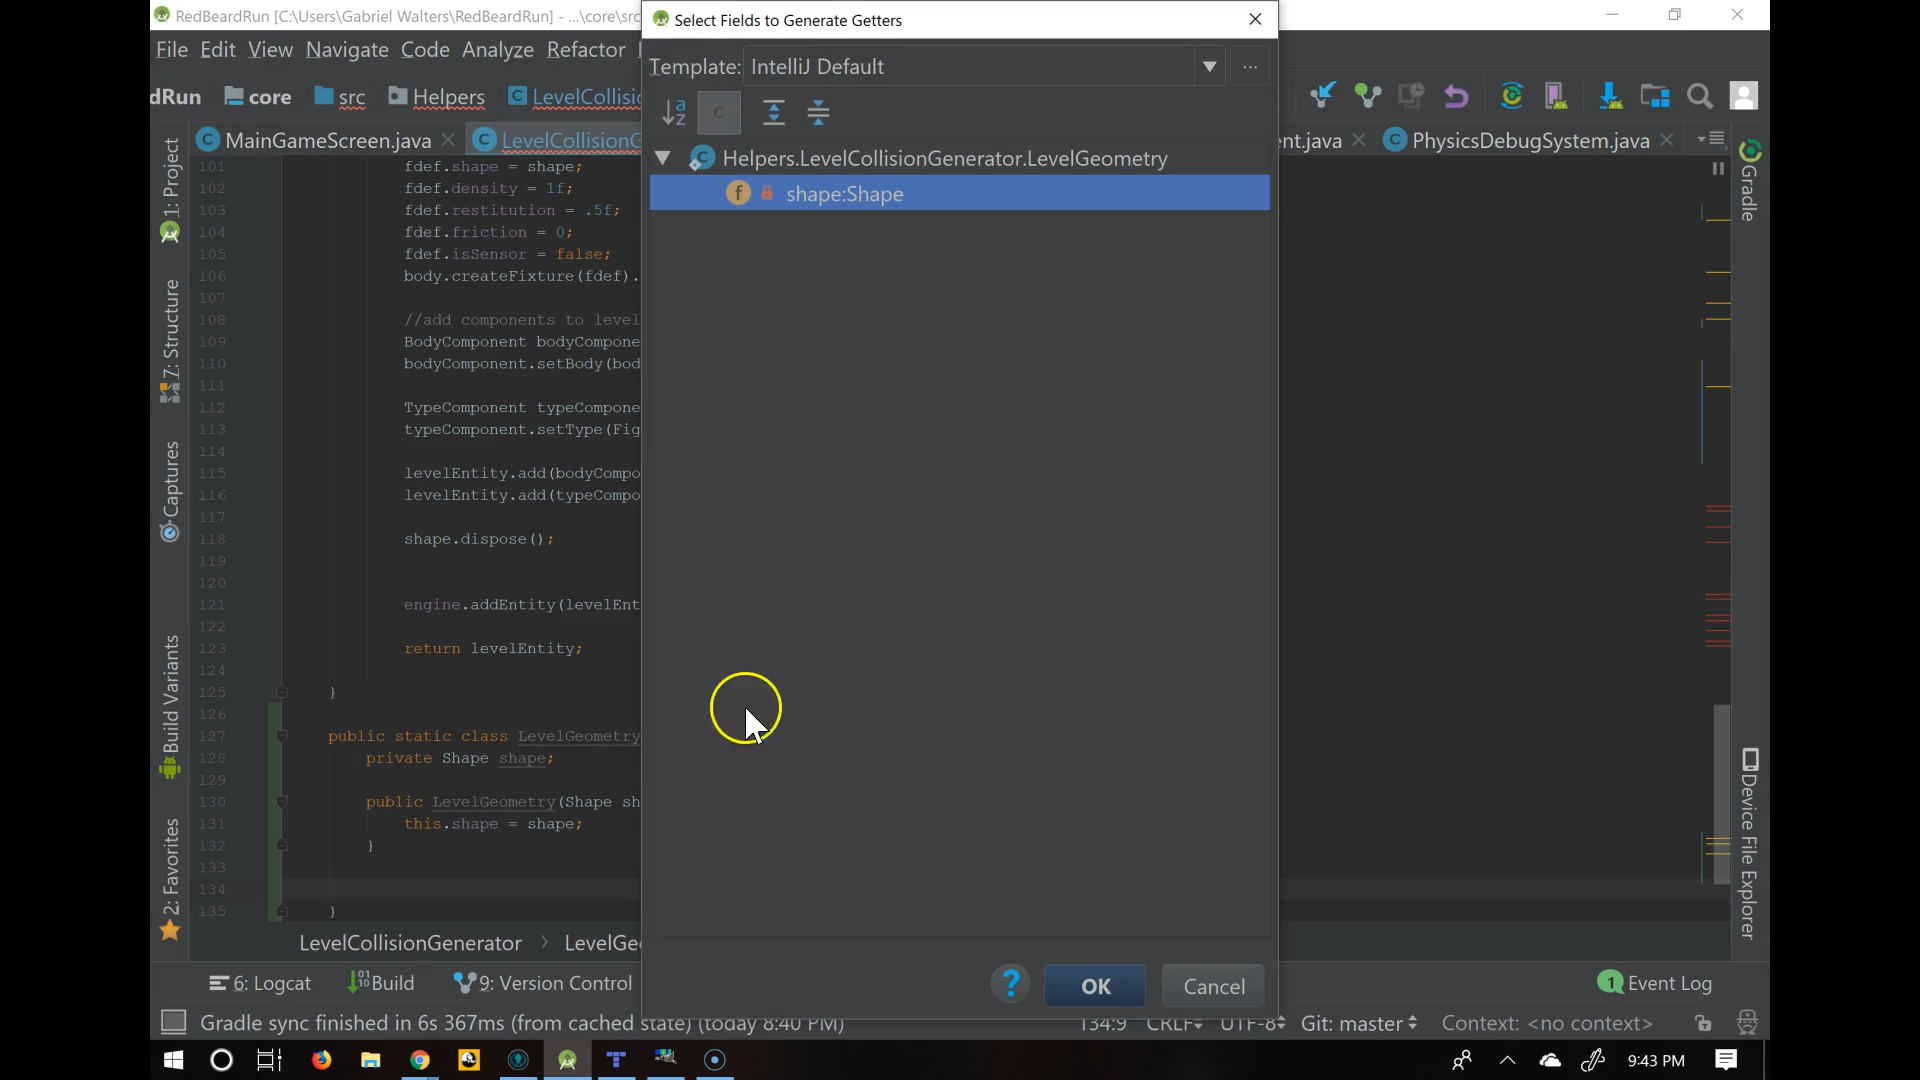 RedBeardRun [C:\Users\Gabriel Walters\RedBeardRun] - ...\core\src
Select Fields to Generate Getters
File Edit View Navigate Code Analyze Refactor
Template: IntelliJ Default
dRun core src Helpers LevelCollisio
MainGameScreen.java LevelCollisionG
nt.java PhysicsDebugSystem.java
Helpers.LevelCollisionGenerator.LevelGeometry
shape:Shape
101 fdef.shape = shape;
102 fdef.density = 1f;
103 fdef.restitution = .5f;
104 fdef.friction = 0;
105 fdef.isSensor = false;
106 body.createFixture(fdef).
107
108 //add components to level
109 BodyComponent bodyCompone
110 bodyComponent.setBody(bod
111
112 TypeComponent typeCompone
113 typeComponent.setType(Fig
114
115 levelEntity.add(bodyCompo
116 levelEntity.add(typeCompo
117
118 shape.dispose();
119
120
121 engine.addEntity(levelEnt
122
123 return levelEntity;
124
125 }
126
127 public static class LevelGeometry
128 private Shape shape;
129
130 public LevelGeometry(Shape sh
131 this.shape = shape;
132 }
133
134
135 }
1: Project
7: Structure
Captures
Build Variants
2: Favorites
Gradle
Device File Explorer
LevelCollisionGenerator LevelGe
? OK Cancel
6: Logcat Build 9: Version Control
1 Event Log
Gradle sync finished in 6s 367ms (from cached state) (today 8:40 PM)
134:9 CRLF UTF-8 Git: master Context: <no context>
9:43 PM